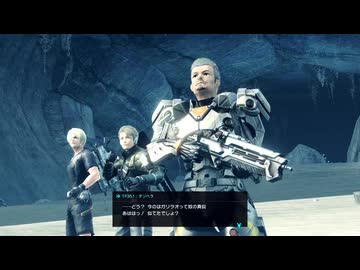 ――どう？ 今のはガリラオって奴の真似
あははっ！ 似てたでしょ？